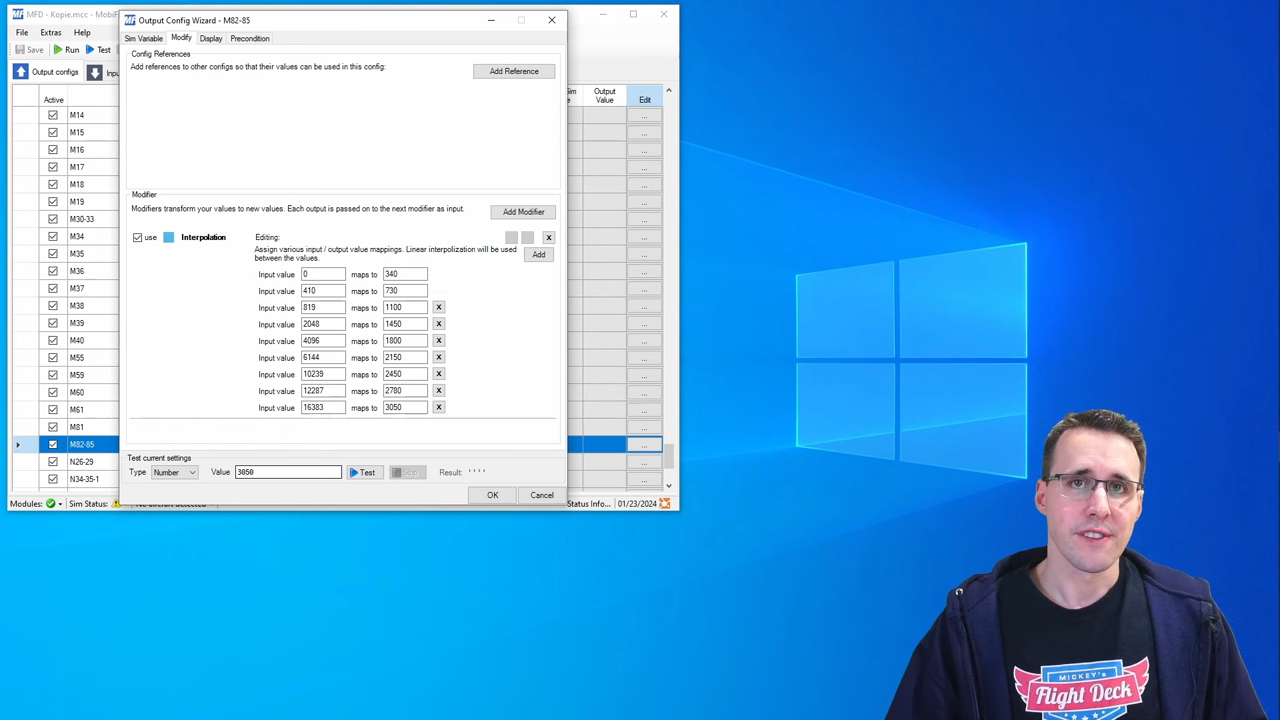 MFD - Kopie.mcc - MobiF
File Extras Help
Save Run Test
Output configs Inp
Active
Sim
e
Output
Value
Edit
M14 ...
M15 ...
M16 ...
M17 ...
M18 ...
M19 ...
M30-33 ...
M34 ...
M35 ...
M36 ...
M37 ...
M38 ...
M39 ...
M40 ...
M55 ...
M59 ...
M60 ...
M61 ...
M81 ...
M82-85 ...
N26-29 ...
N34-35-1 ...
Modules: Sim Status: No aircraft detected Status Info... 01/23/2024
Output Config Wizard - M82-85
Sim Variable Modify Display Precondition
Config References
Add references to other configs so that their values can be used in this config:
Add Reference
Modifier
Modifiers transform your values to new values. Each output is passed on to the next modifier as input.
Add Modifier
use Interpolation Editing: x
Assign various input / output value mappings. Linear interpolization will be used
between the values.
Add
Input value 0 maps to 340
Input value 410 maps to 730
Input value 819 maps to 1100 x
Input value 2048 maps to 1450 x
Input value 4096 maps to 1800 x
Input value 6144 maps to 2150 x
Input value 10239 maps to 2450 x
Input value 12287 maps to 2780 x
Input value 16383 maps to 3050 x
Test current settings
Type Number Value 3050 Test Stop Result: ' ' ' '
OK Cancel
MICKEY's
Flight Deck